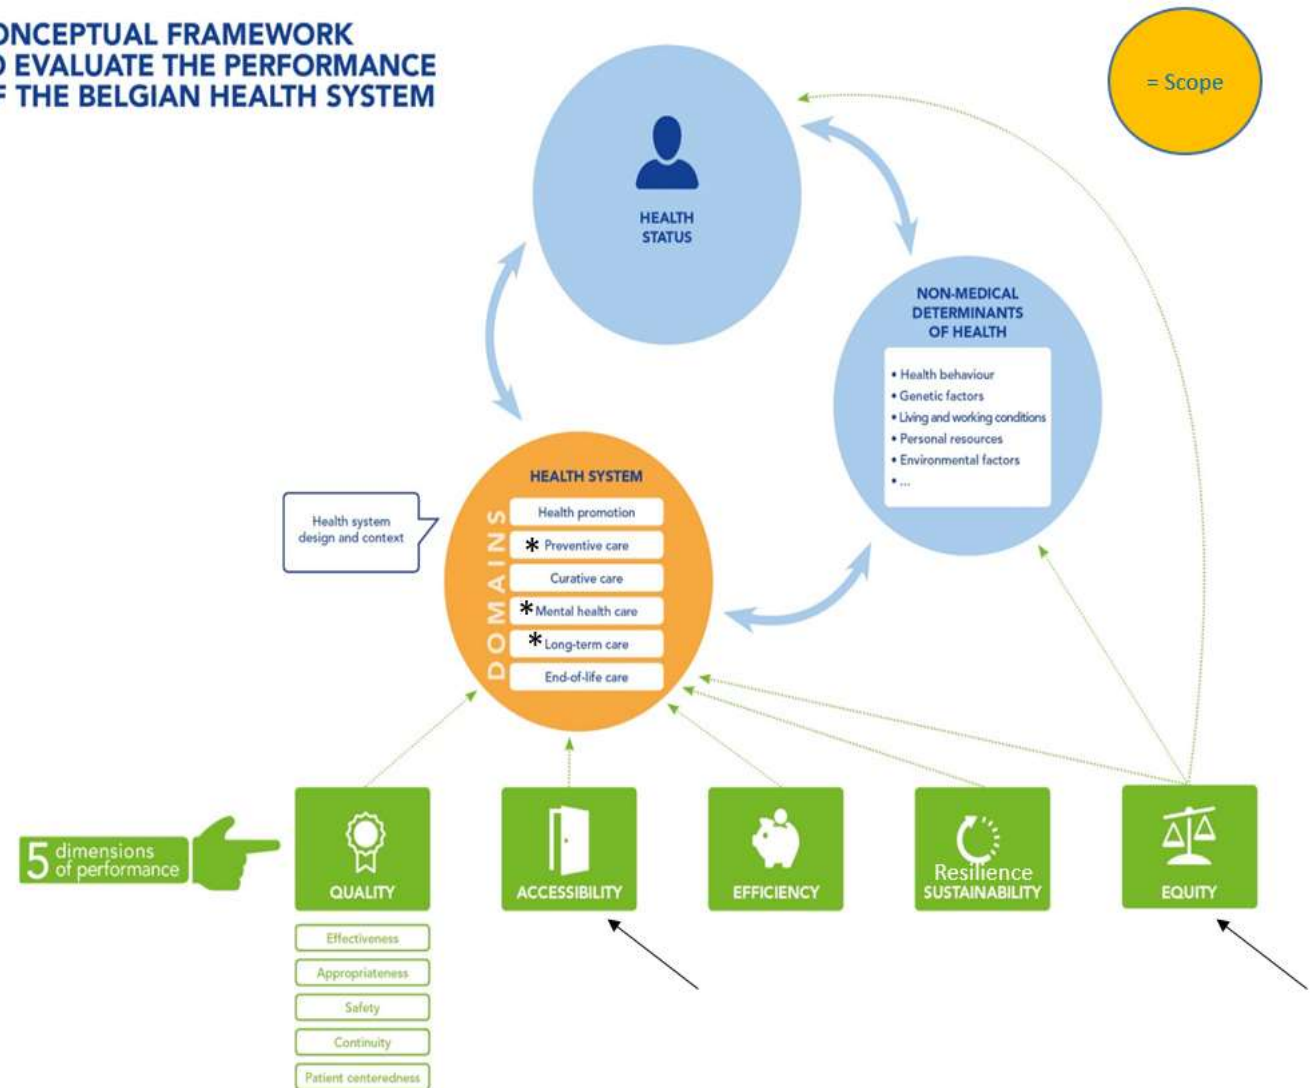 ONCEPTUAL FRAMEWORK
O EVALUATE THE PERFORMANCE
F THE BELGIAN HEALTH SYSTEM
= Scope
HEALTH
STATUS
NON-MEDICAL
DETERMINANTS
OF HEALTH
• Health behaviour
• Genetic factors
• Living and working conditions
• Personal resources
• Environmental factors
• ...
Health system
design and context
HEALTH SYSTEM
DOMAINS
Health promotion
* Preventive care
Curative care
* Mental health care
* Long-term care
End-of-life care
5 dimensions
of performance
QUALITY
ACCESSIBILITY
EFFICIENCY
Resilience
SUSTAINABILITY
EQUITY
Effectiveness
Appropriateness
Safety
Continuity
Patient centeredness